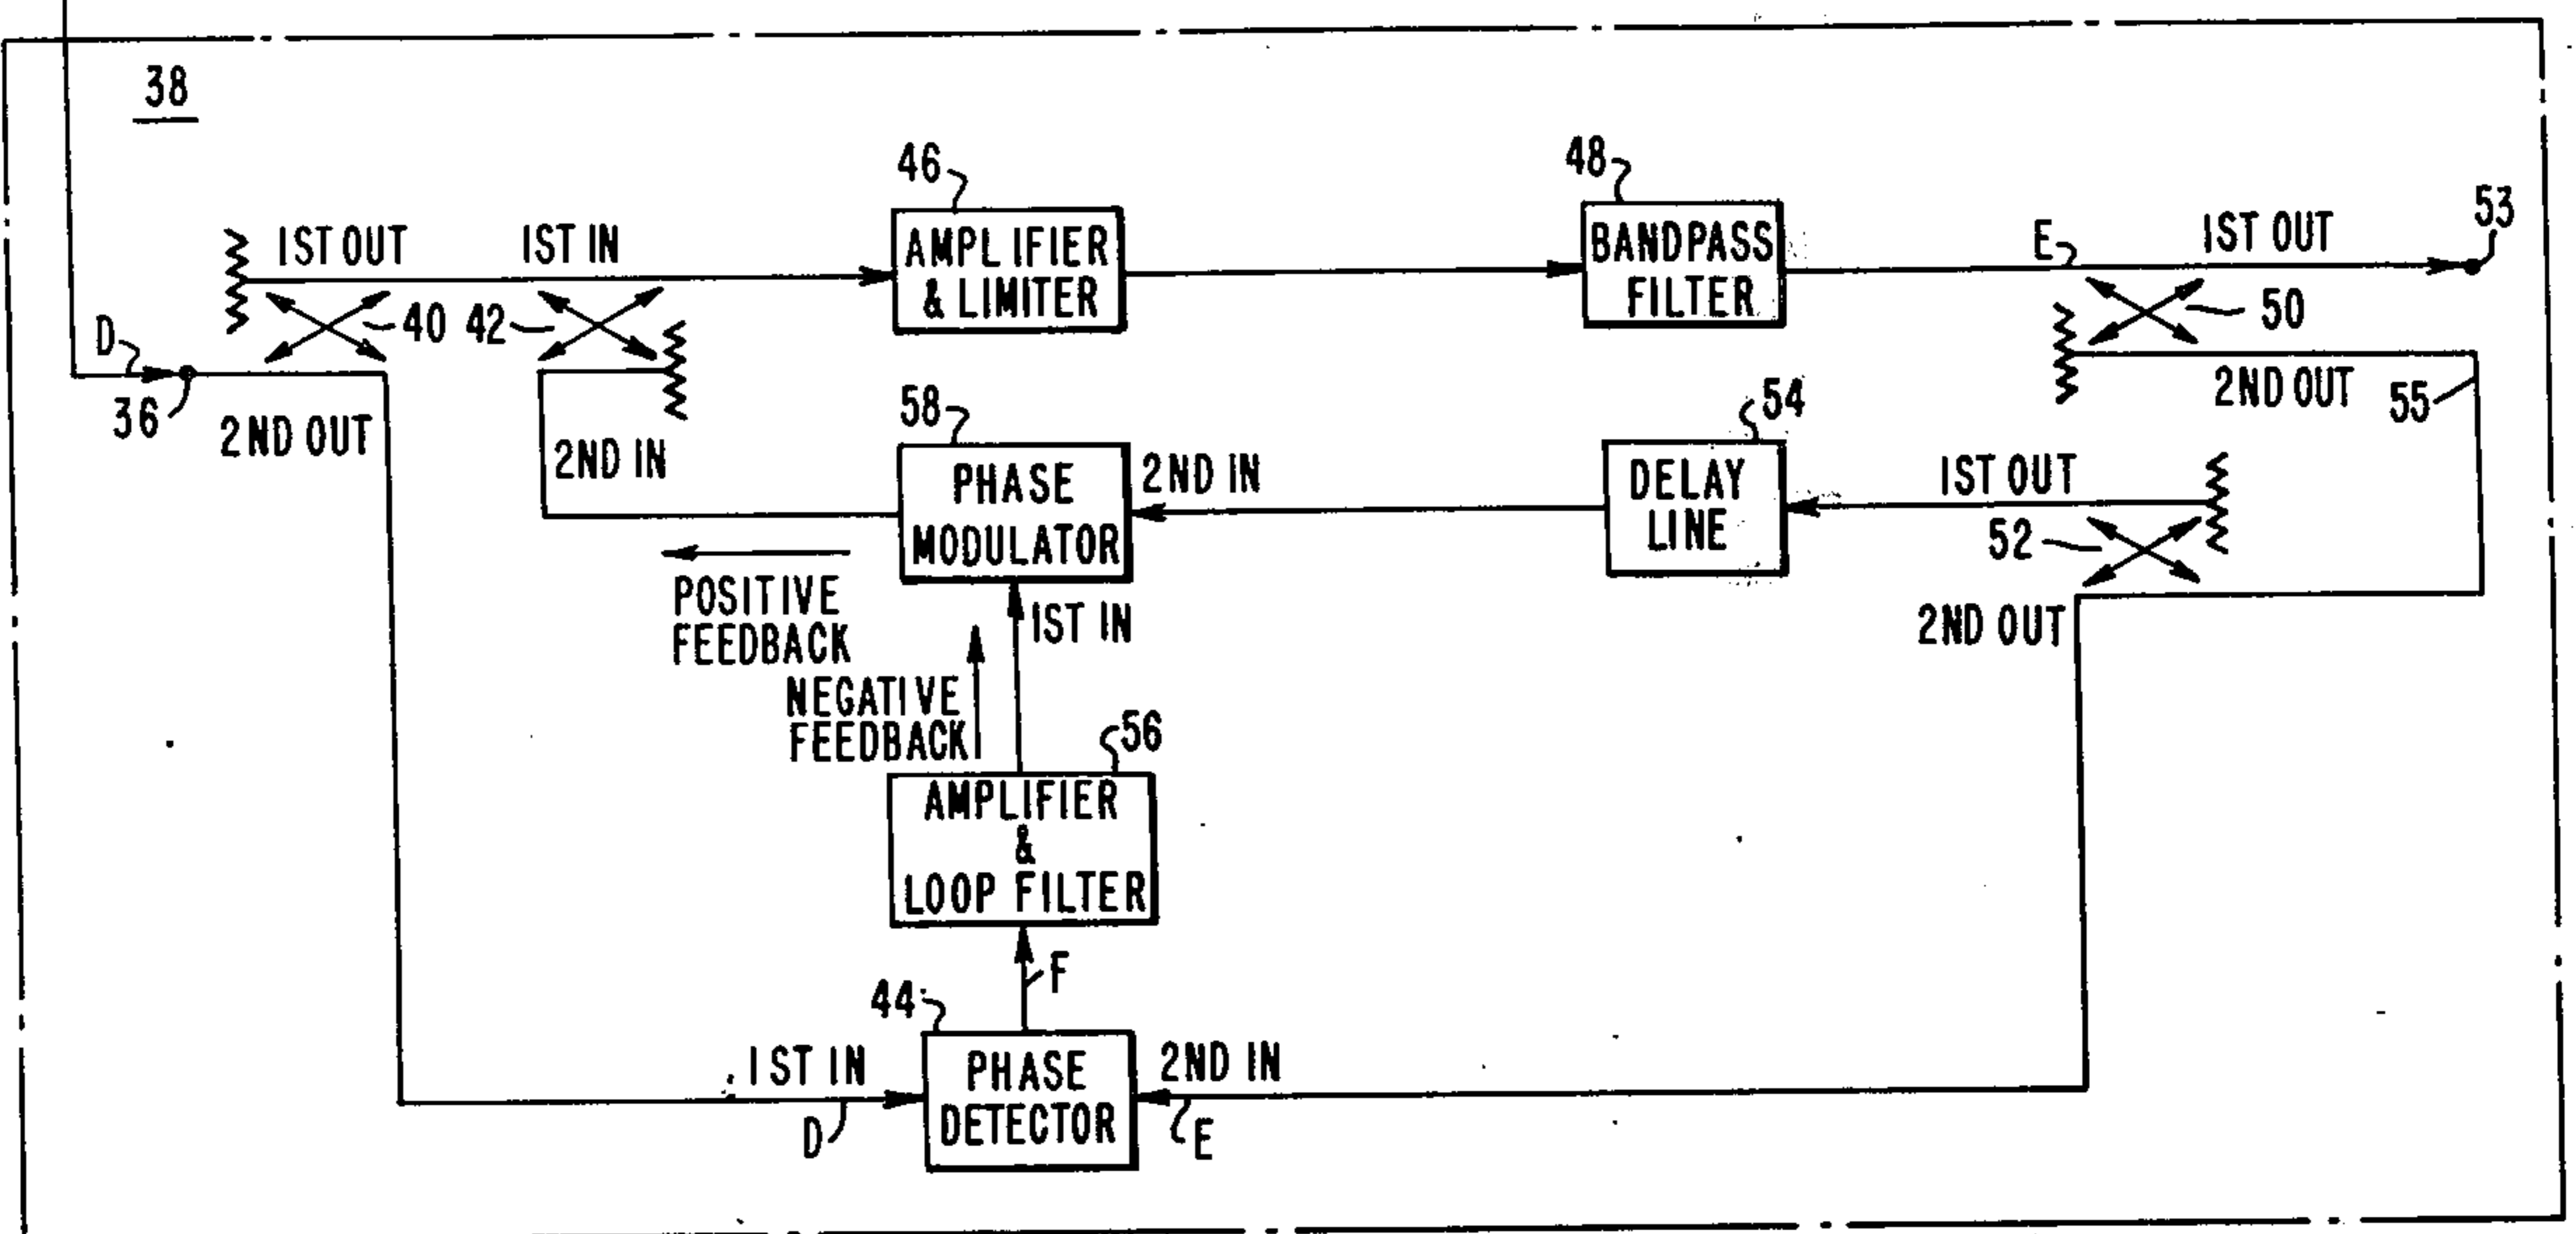 38
46
AMPLIFIER
& LIMITER
48
BANDPASS
FILTER
1ST OUT
1ST IN
E
1ST OUT
53
40
42
50
D
36
2ND OUT
2ND IN
58
PHASE
MODULATOR
2ND IN
54
DELAY
LINE
1ST OUT
2ND OUT
55
52
2ND OUT
POSITIVE
FEEDBACK
1ST IN
NEGATIVE
FEEDBACK
56
AMPLIFIER
&
LOOP FILTER
F
44
PHASE
DETECTOR
1ST IN
D
2ND IN
E